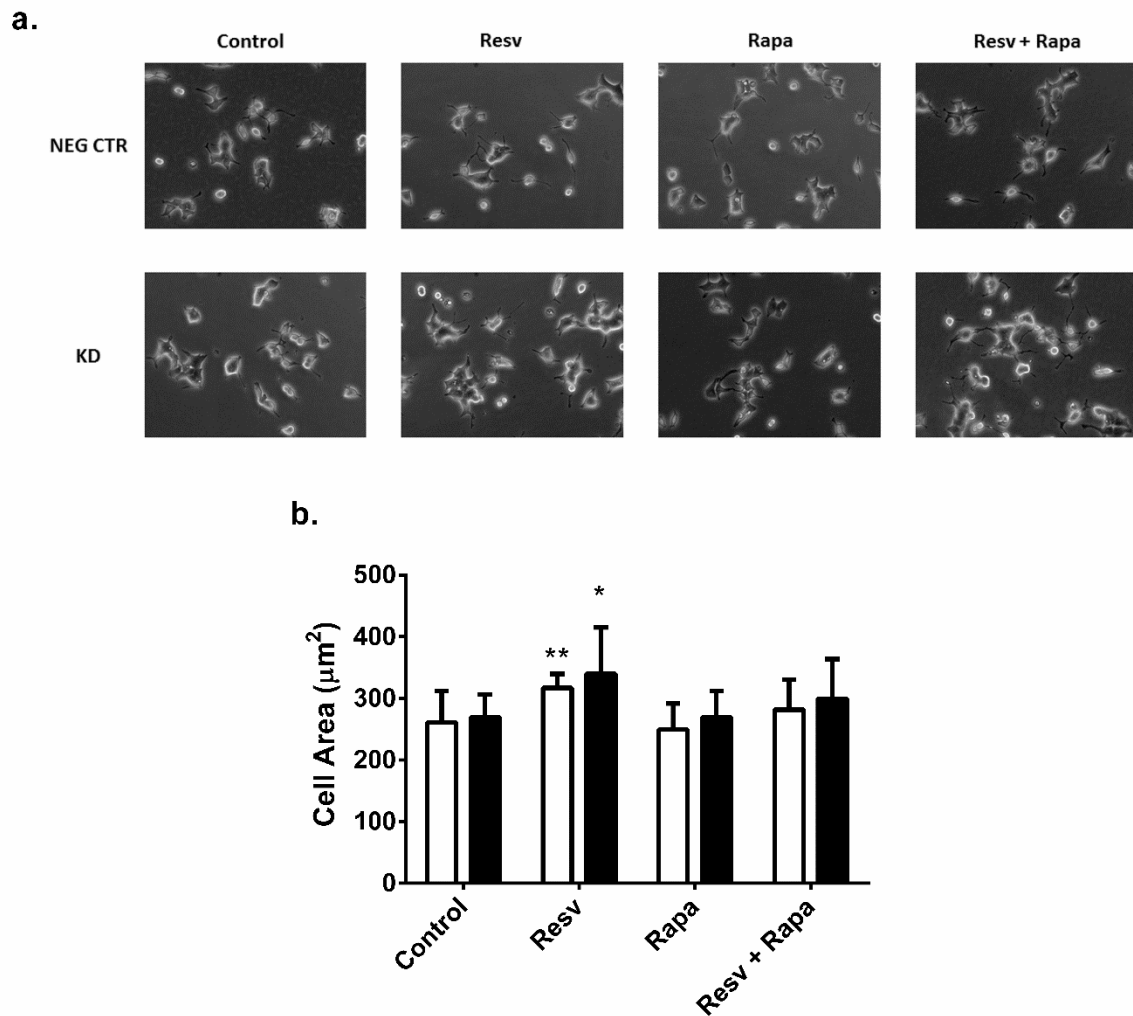 a.
Control Resv Rapa Resv + Rapa
NEG CTR
KD
b.
Cell Area (μm²)
500
400
300
200
100
0
** *
Control Resv Rapa Resv + Rapa